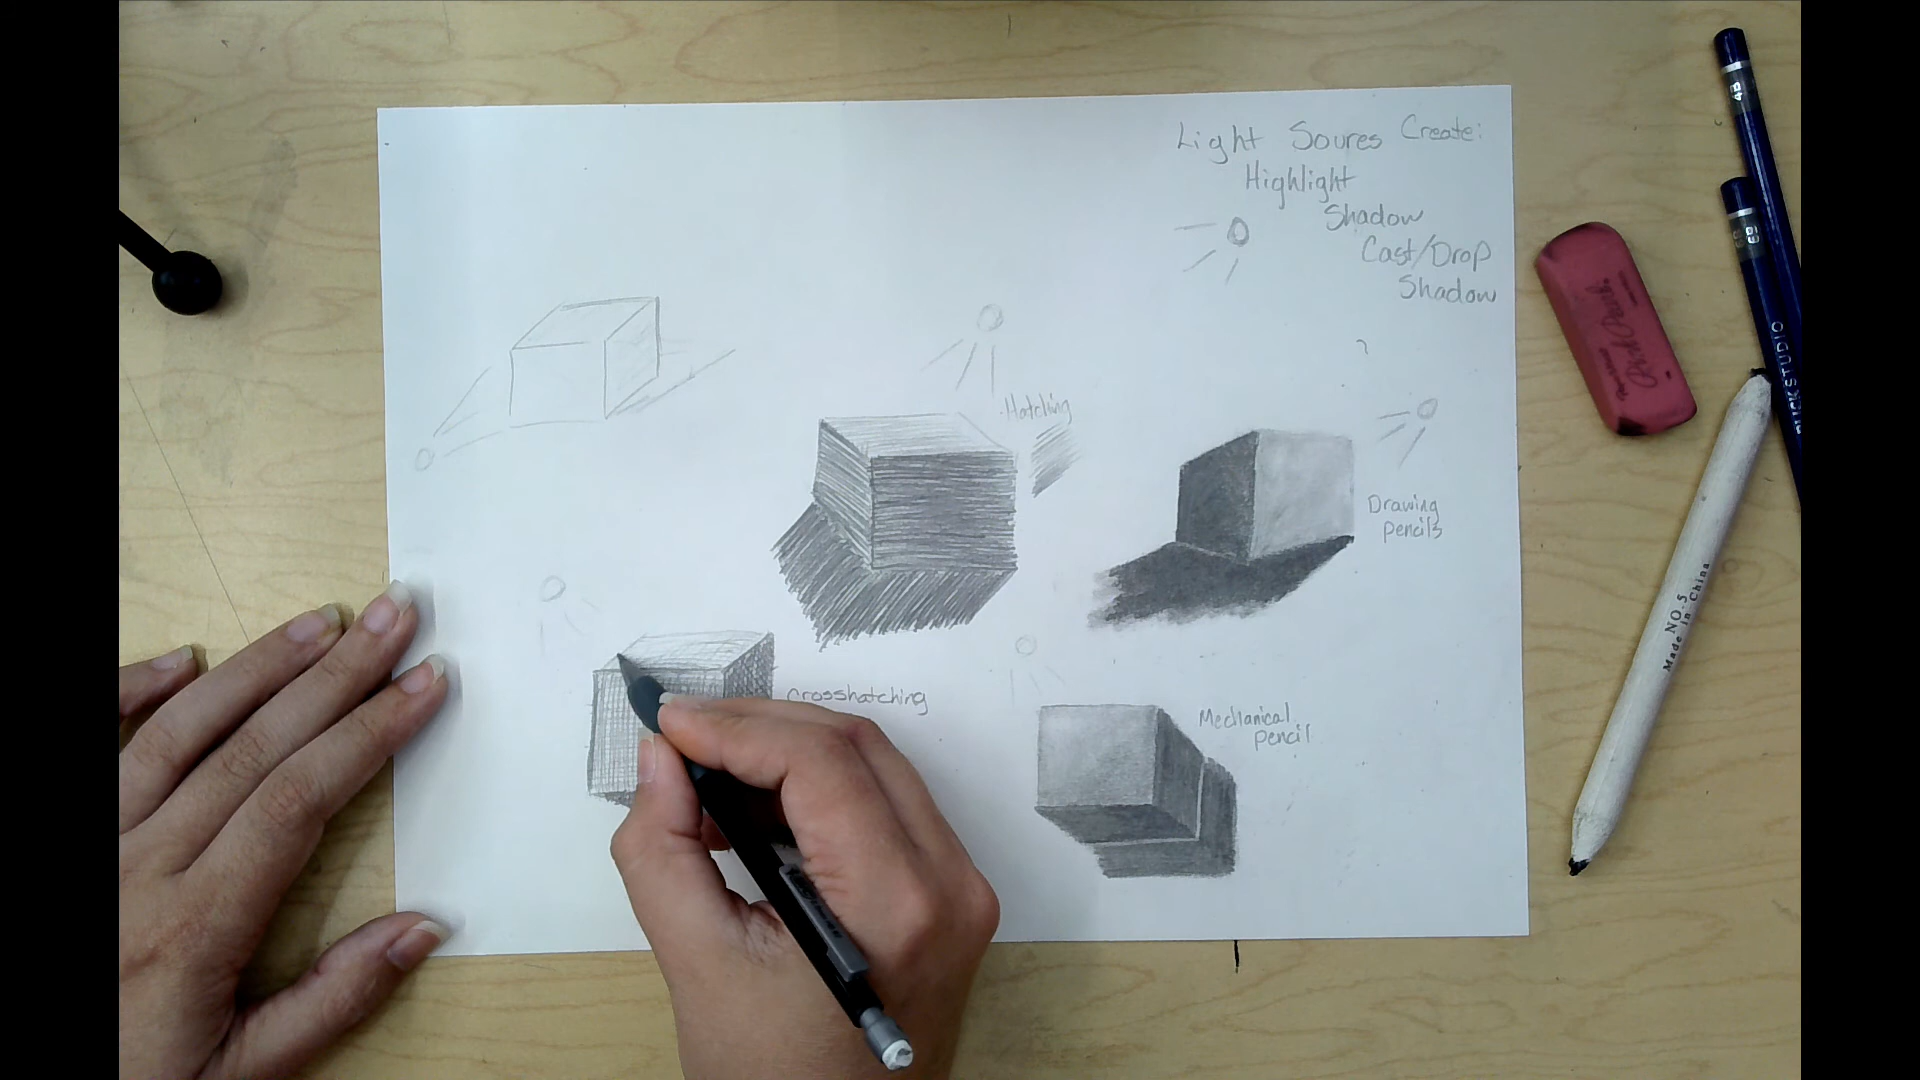 Light Soures Create:
Highlight
Shadow
Cast/Drop
Shadow
Hatching
Drawing
pencils
Crosshatching
Mechanical
pencil
4B
6B
Pink Pearl
NO.5
Made in China